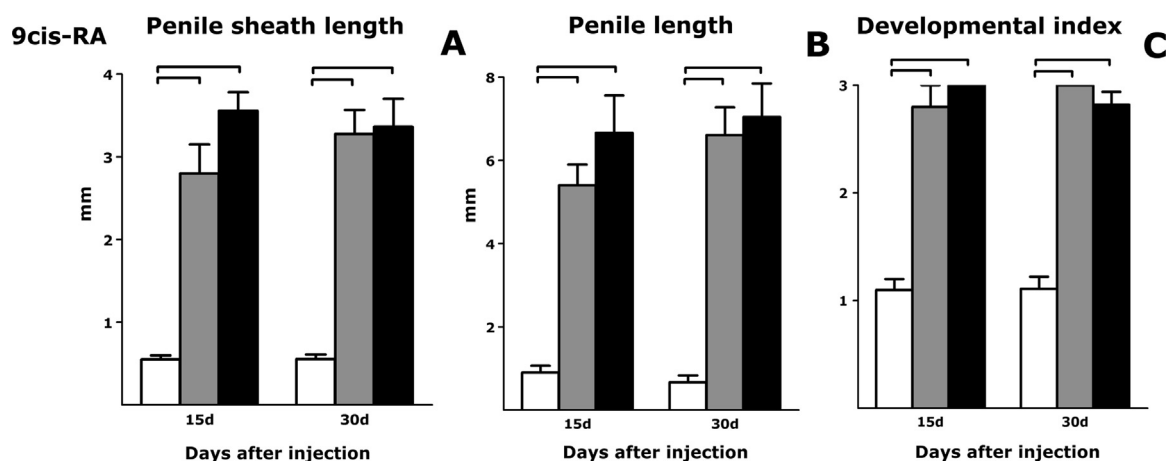 9cis-RA
Penile sheath length
A
4
3
2
1
mm
15d
30d
Days after injection
Penile length
B
8
6
4
2
mm
15d
30d
Days after injection
Developmental index
C
3
2
1
15d
30d
Days after injection